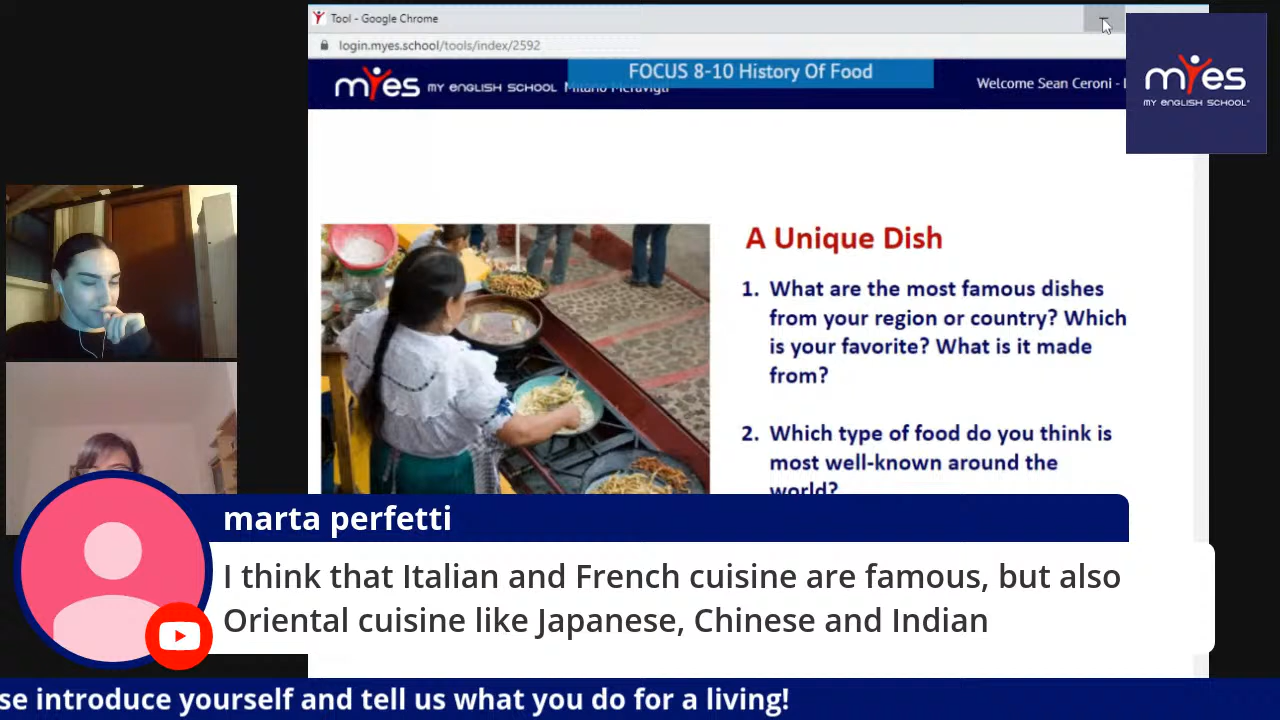 Tool - Google Chrome
login.myes.school/tools/index/2592
FOCUS 8-10 History Of Food
myes MY ENGLISH SCHOOL Milano Meravigli
Welcome Sean Ceroni -
myes
MY ENGLISH SCHOOL
A Unique Dish
1. What are the most famous dishes
from your region or country? Which
is your favorite? What is it made
from?
2. Which type of food do you think is
most well-known around the
world?
marta perfetti
I think that Italian and French cuisine are famous, but also
Oriental cuisine like Japanese, Chinese and Indian
se introduce yourself and tell us what you do for a living!